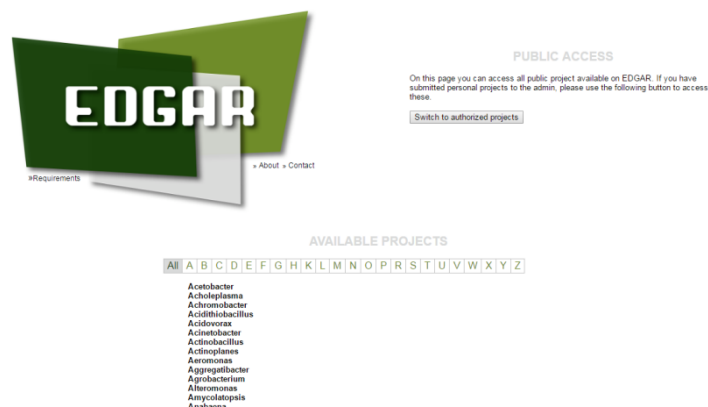 EDGAR
» About » Contact
»Requirements
PUBLIC ACCESS
On this page you can access all public project available on EDGAR. If you have
submitted personal projects to the admin, please use the following button to access
these.
Switch to authorized projects
AVAILABLE PROJECTS
All A B C D E F G H K L M N O P R S T U V W X Y Z
Acetobacter
Acholeplasma
Achromobacter
Acidithiobacillus
Acidovorax
Acinetobacter
Actinobacillus
Actinoplanes
Aeromonas
Aggregatibacter
Agrobacterium
Alteromonas
Amycolatopsis
Anabaena